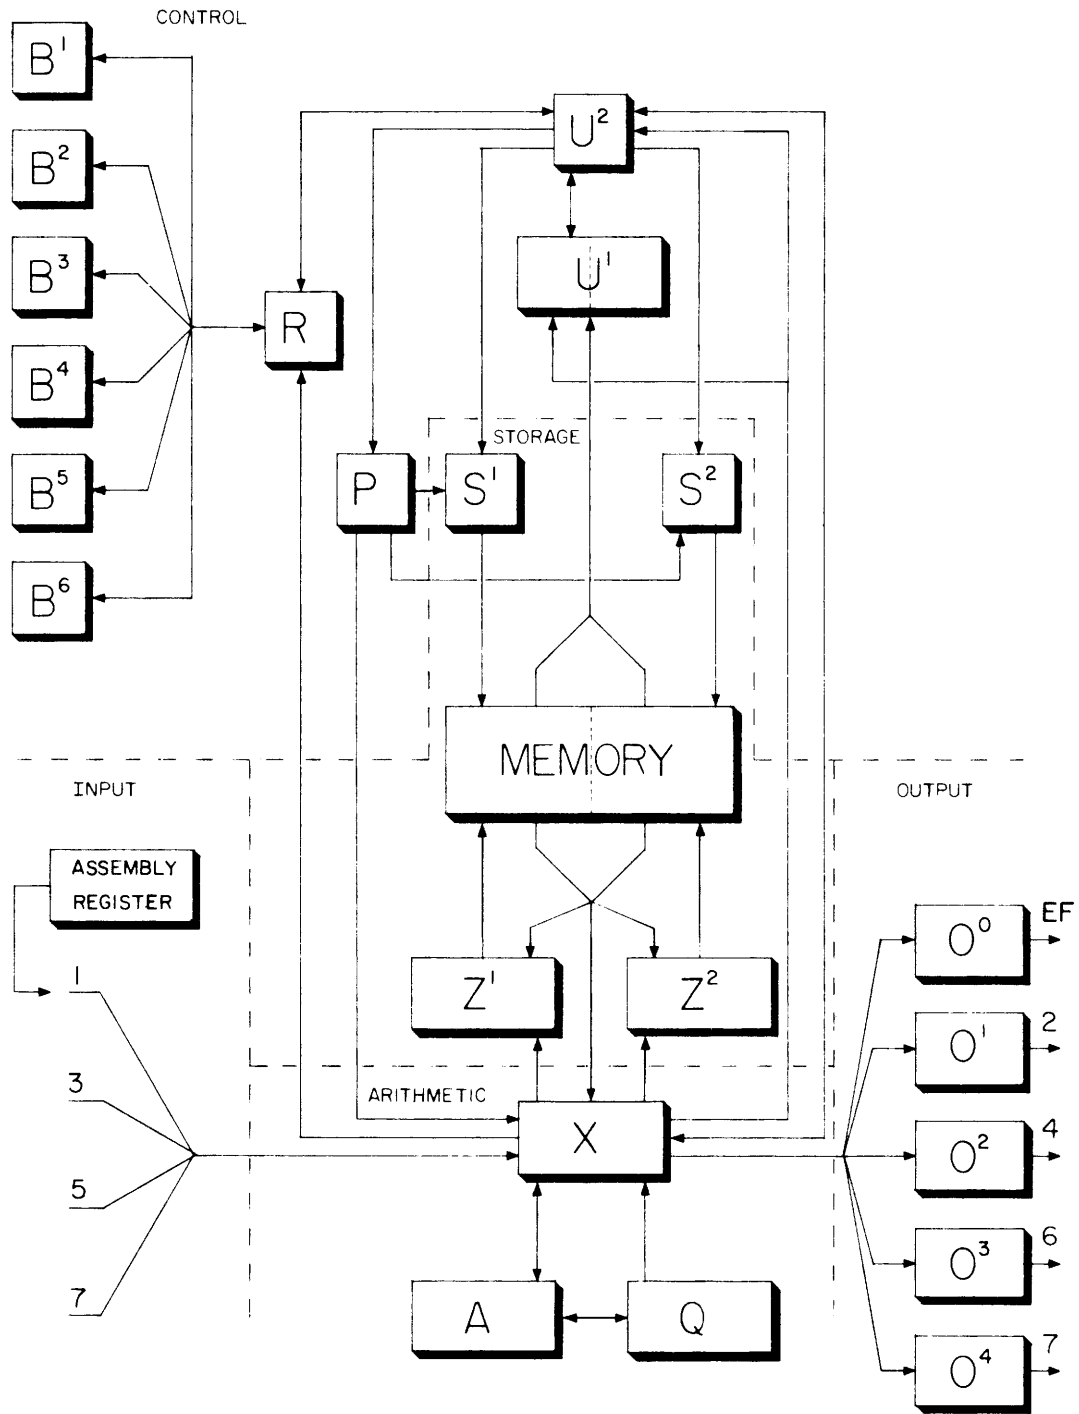 CONTROL
B¹
B²
B³
B⁴
B⁵
B⁶
R
U²
U¹
STORAGE
P
S¹
S²
MEMORY
INPUT
OUTPUT
ASSEMBLY
REGISTER
1
3
5
7
Z¹
Z²
ARITHMETIC
X
A
Q
O⁰
EF
O¹
2
O²
4
O³
6
O⁴
7